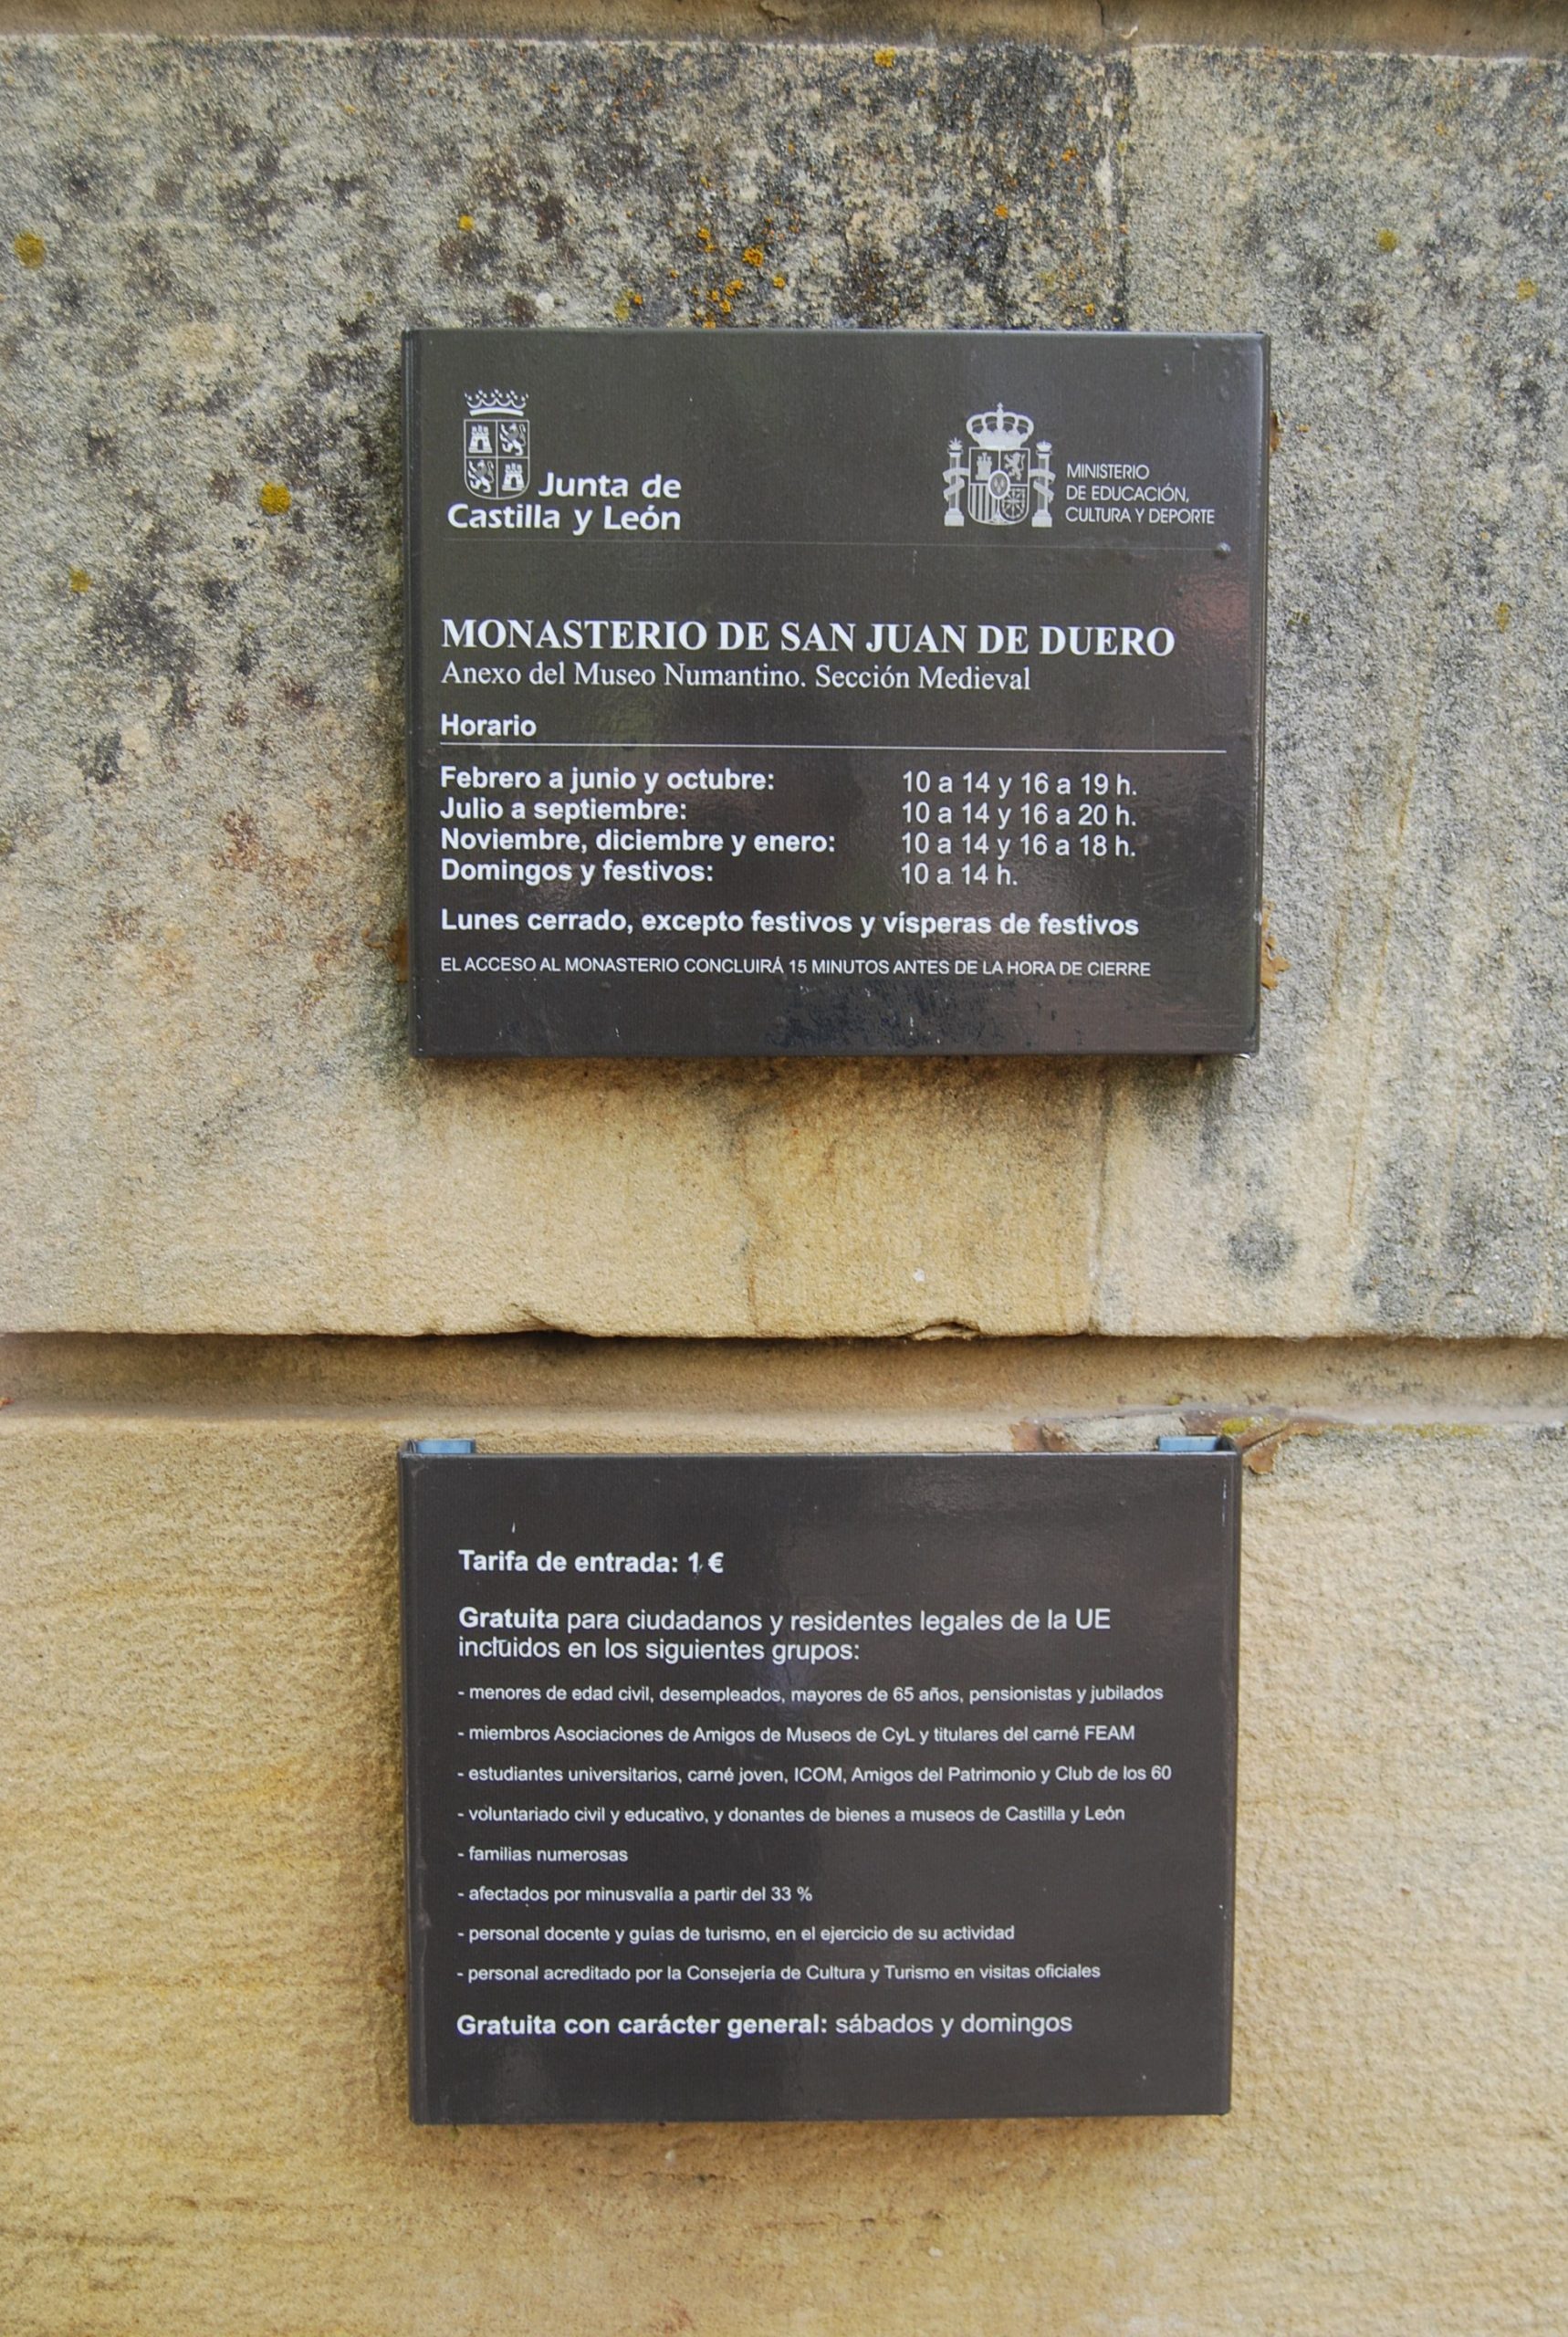 Junta de
Castilla y León
MINISTERIO
DE EDUCACIÓN,
CULTURA Y DEPORTE
MONASTERIO DE SAN JUAN DE DUERO
Anexo del Museo Numantino. Sección Medieval
Horario
Febrero a junio y octubre: 10 a 14 y 16 a 19 h.
Julio a septiembre: 10 a 14 y 16 a 20 h.
Noviembre, diciembre y enero: 10 a 14 y 16 a 18 h.
Domingos y festivos: 10 a 14 h.
Lunes cerrado, excepto festivos y vísperas de festivos
EL ACCESO AL MONASTERIO CONCLUIRÁ 15 MINUTOS ANTES DE LA HORA DE CIERRE
Tarifa de entrada: 1 €
Gratuita para ciudadanos y residentes legales de la UE
incluidos en los siguientes grupos:
- menores de edad civil, desempleados, mayores de 65 años, pensionistas y jubilados
- miembros Asociaciones de Amigos de Museos de CyL y titulares del carné FEAM
- estudiantes universitarios, carné joven, ICOM, Amigos del Patrimonio y Club de los 60
- voluntariado civil y educativo, y donantes de bienes a museos de Castilla y León
- familias numerosas
- afectados por minusvalía a partir del 33 %
- personal docente y guías de turismo, en el ejercicio de su actividad
- personal acreditado por la Consejería de Cultura y Turismo en visitas oficiales
Gratuita con carácter general: sábados y domingos